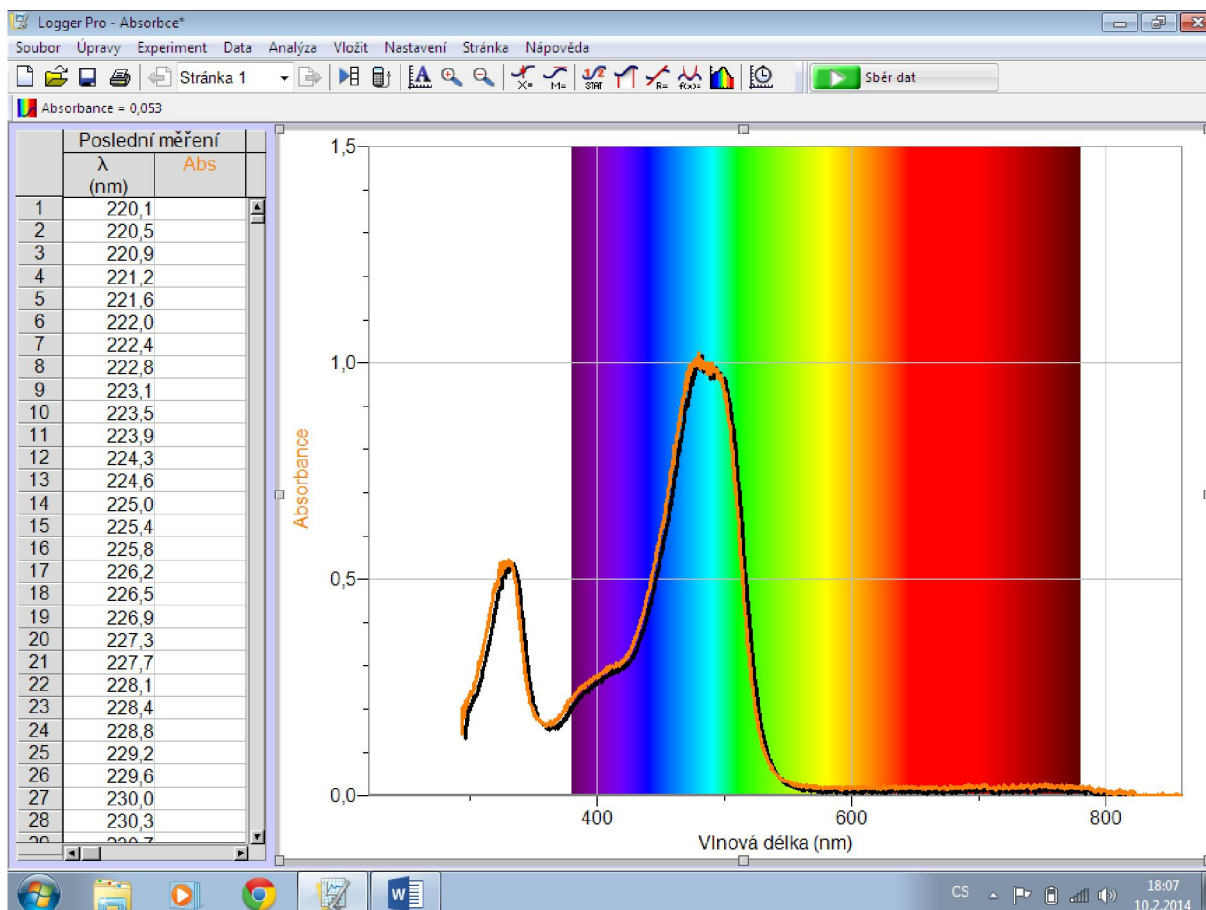 Logger Pro - Absorbce*
Soubor Úpravy Experiment Data Analýza Vložit Nastavení Stránka Nápověda
Stránka 1
Sběr dat
Absorbance = 0,053
Poslední měření
λ Abs
(nm)
1 220,1
2 220,5
3 220,9
4 221,2
5 221,6
6 222,0
7 222,4
8 222,8
9 223,1
10 223,5
11 223,9
12 224,3
13 224,6
14 225,0
15 225,4
16 225,8
17 226,2
18 226,5
19 226,9
20 227,3
21 227,7
22 228,1
23 228,4
24 228,8
25 229,2
26 229,6
27 230,0
28 230,3
1,5
1,0
0,5
0,0
Absorbance
400 600 800
Vlnová délka (nm)
CS 18:07
10.2.2014